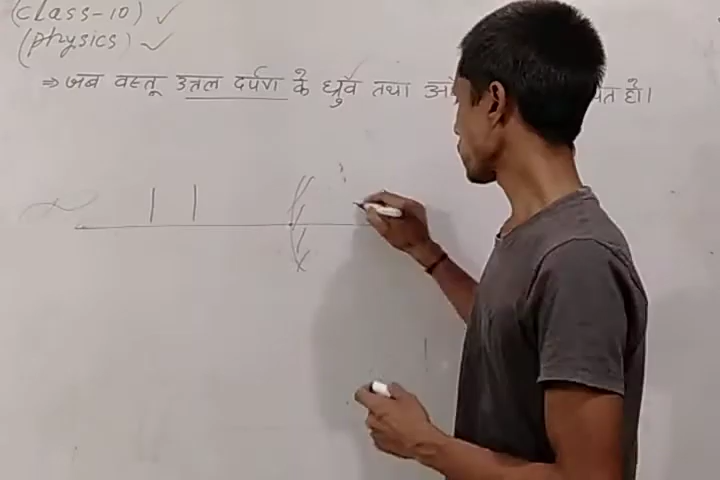 (Class-10) ✓
(Physics) ✓
⇒ जब वस्तू उत्तल दर्पण के ध्रुवै तथा हो।